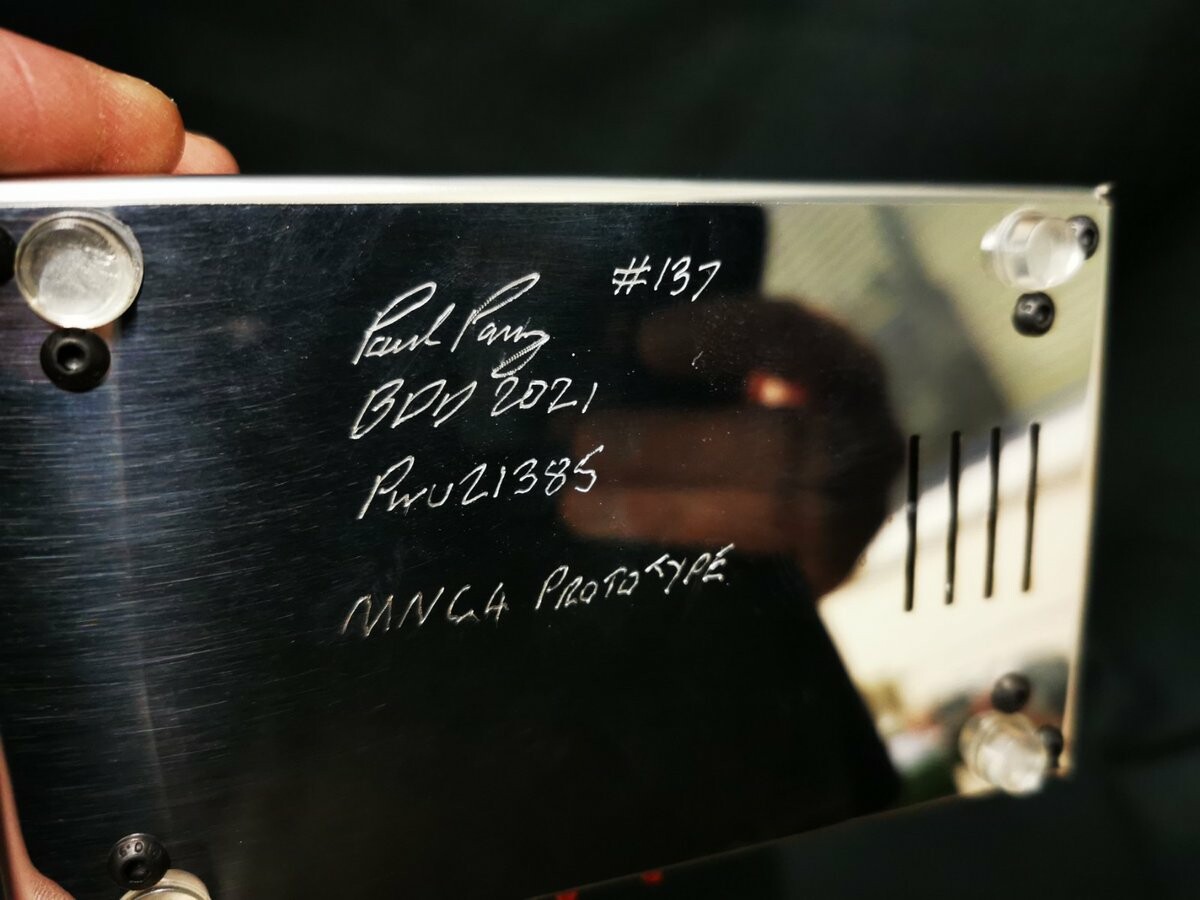 #137
Paul Parry
BDD 2021
PWU21385
MNG4 PROTOTYPE